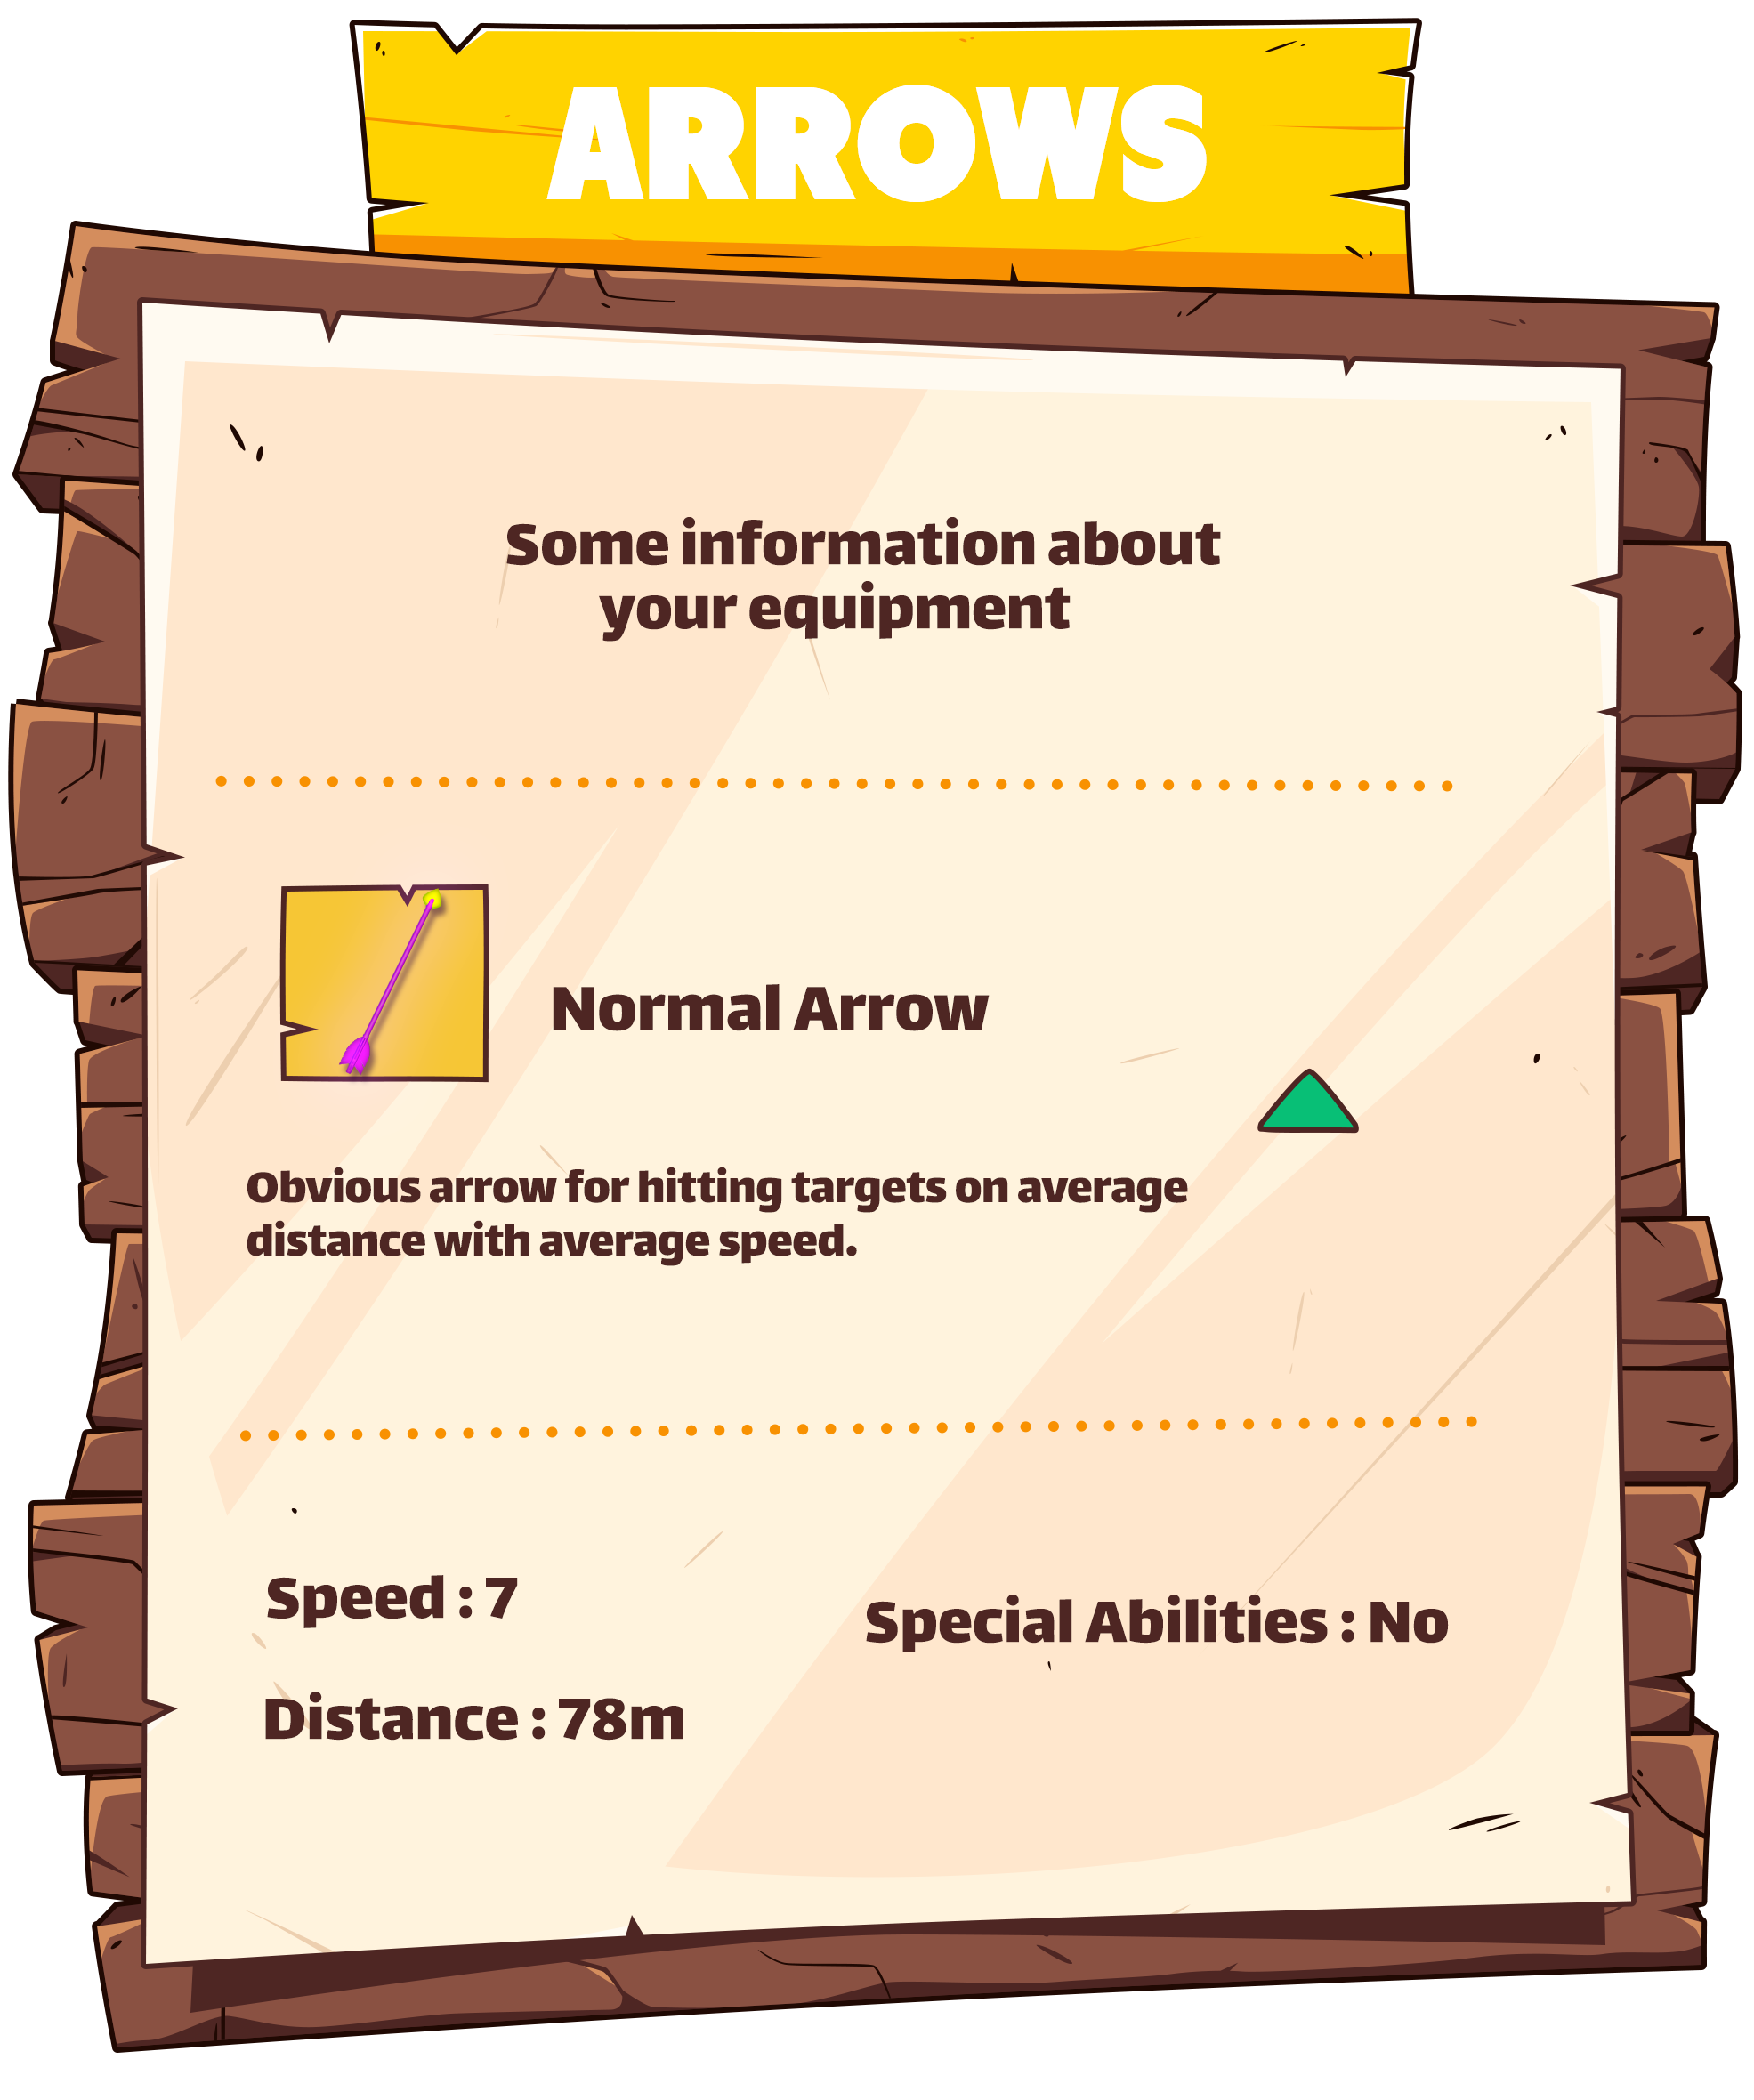 ARROWS
Some information about
your equipment
Normal Arrow
Obvious arrow for hitting targets on average
distance with average speed.
Speed : 7
Special Abilities : No
Distance : 78m